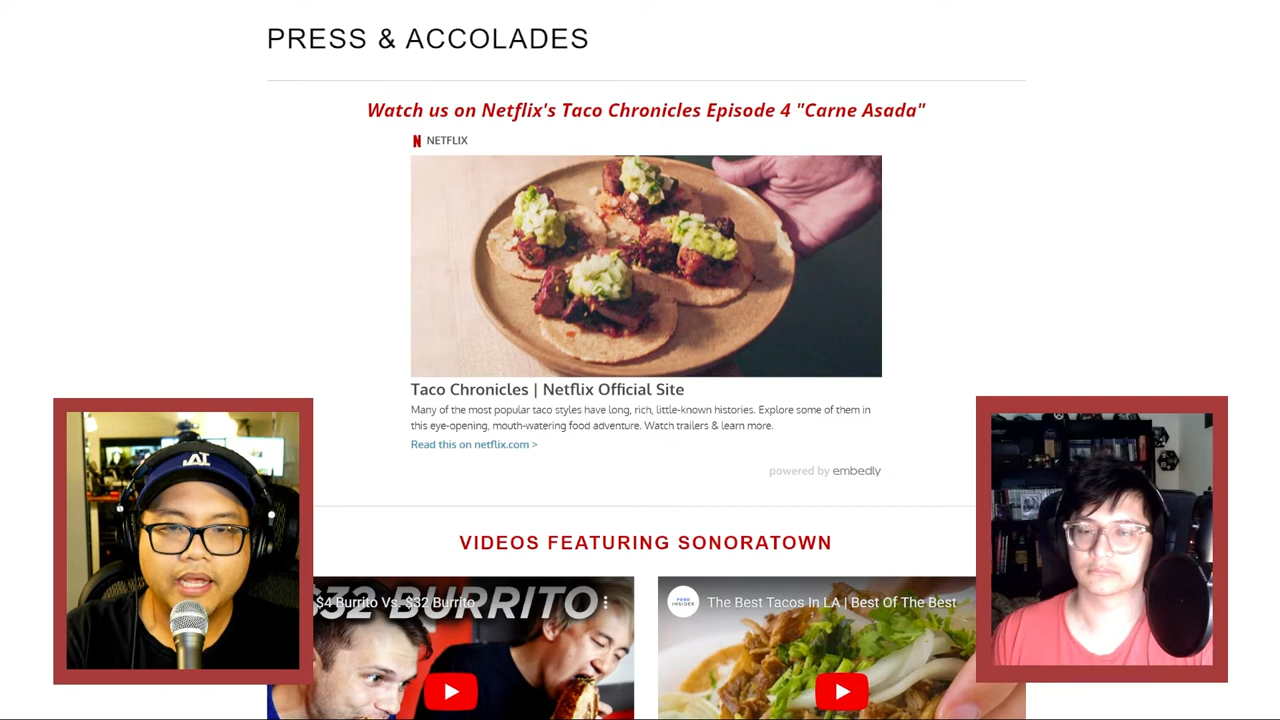 PRESS & ACCOLADES
Watch us on Netflix's Taco Chronicles Episode 4 "Carne Asada"
N NETFLIX
Taco Chronicles | Netflix Official Site
Many of the most popular taco styles have long, rich, little-known histories. Explore some of them in
this eye-opening, mouth-watering food adventure. Watch trailers & learn more.
Read this on netflix.com >
powered by embedly
VIDEOS FEATURING SONORATOWN
$32 BURRITO
$4 Burrito Vs. $32 Burrito
FOOD
INSIDER
The Best Tacos In LA | Best Of The Best